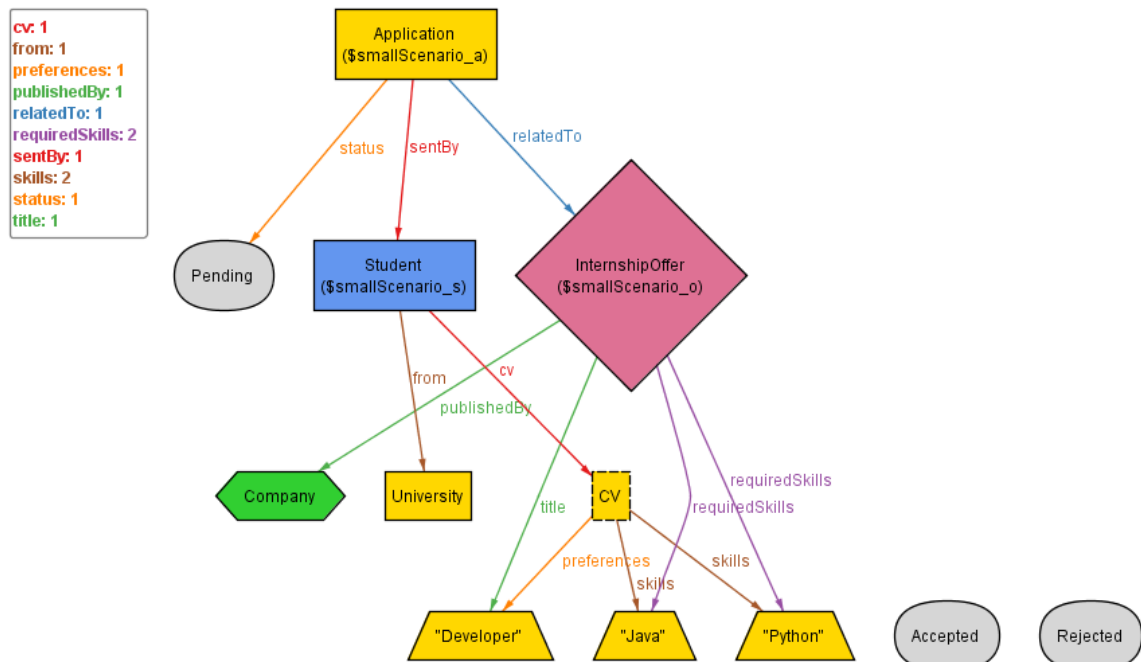 cv: 1
from: 1
preferences: 1
publishedBy: 1
relatedTo: 1
requiredSkills: 2
sentBy: 1
skills: 2
status: 1
title: 1
Application
($smallScenario_a)
status
sentBy
relatedTo
Pending
Student
($smallScenario_s)
InternshipOffer
($smallScenario_o)
from
cv
publishedBy
requiredSkills
requiredSkills
Company
University
CV
title
preferences
skills
skills
"Developer"
"Java"
"Python"
Accepted
Rejected